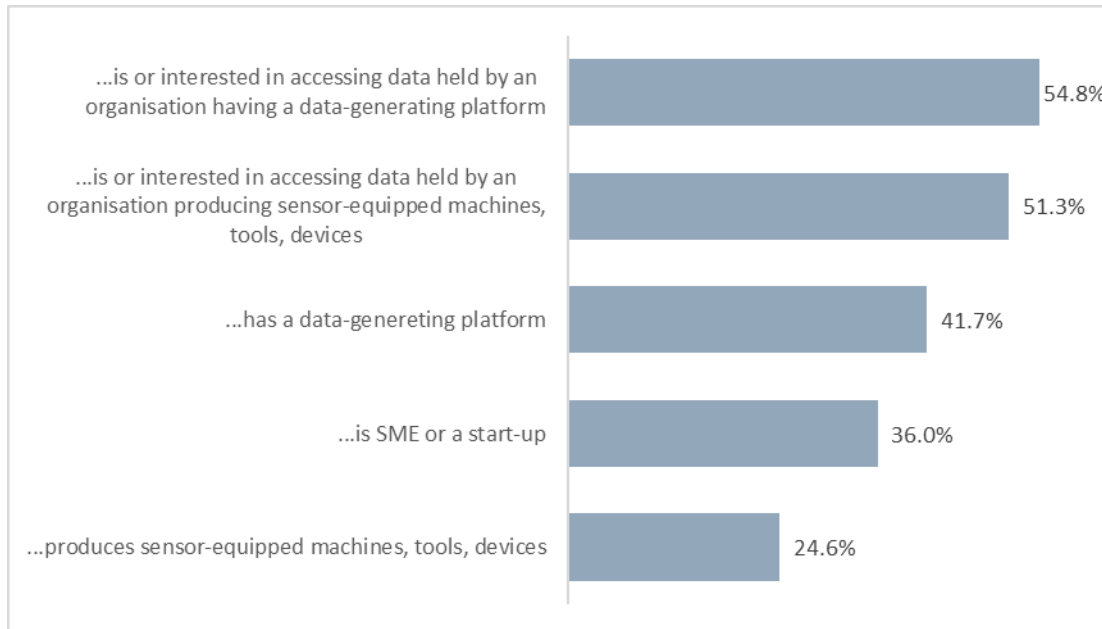 ...is or interested in accessing data held by an
organisation having a data-generating platform
54.8%
...is or interested in accessing data held by an
organisation producing sensor-equipped machines,
tools, devices
51.3%
...has a data-genereting platform
41.7%
...is SME or a start-up
36.0%
...produces sensor-equipped machines, tools, devices
24.6%